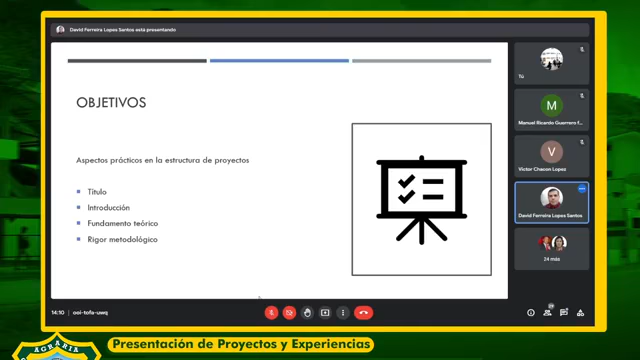 David Ferreira Lopes Santos está presentando
OBJETIVOS
Aspectos prácticos en la estructura de proyectos
Título
Introducción
Fundamento teórico
Rigor metodológico
Tú
M
Manuel Ricardo Guerrero f...
V
Victor Chacon Lopez
David Ferreira Lopes Santos
24 más
14:10
ooi-tofa-uwq
Presentación de Proyectos y Experiencias
AGRARIA